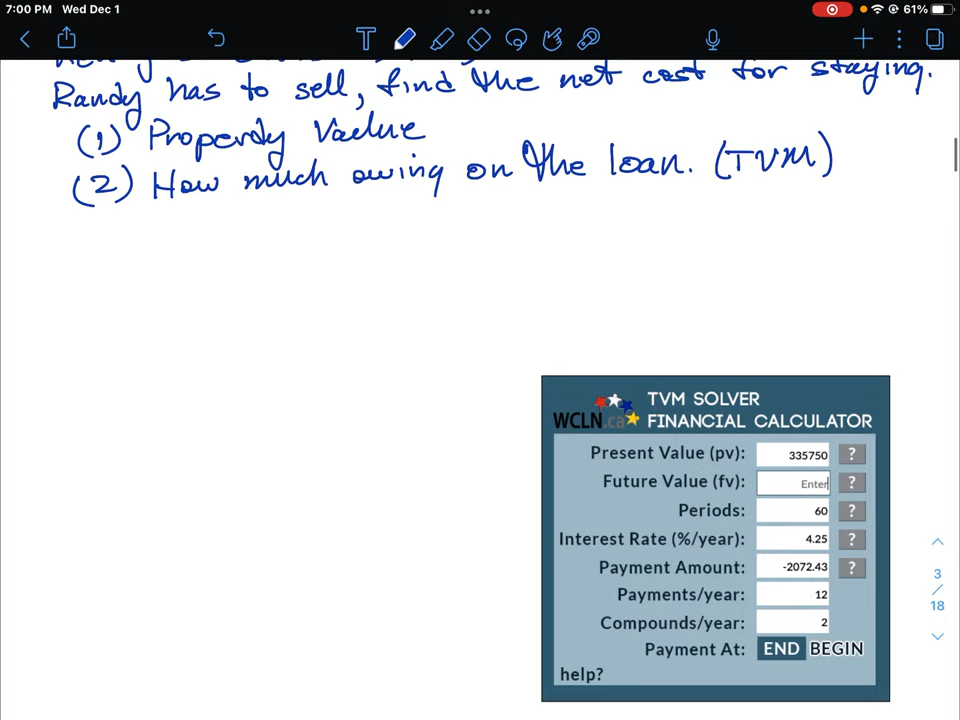 7:00 PM Wed Dec 1
61%
Randy has to sell, find the net cost for staying.
(1) Property Value
(2) How much owing on the loan. (TVM)
WCLN.ca
TVM SOLVER
FINANCIAL CALCULATOR
Present Value (pv): 335750 ?
Future Value (fv): Enter ?
Periods: 60 ?
Interest Rate (%/year): 4.25 ?
Payment Amount: -2072.43 ?
Payments/year: 12
Compounds/year: 2
Payment At: END BEGIN
help?
3
/
18